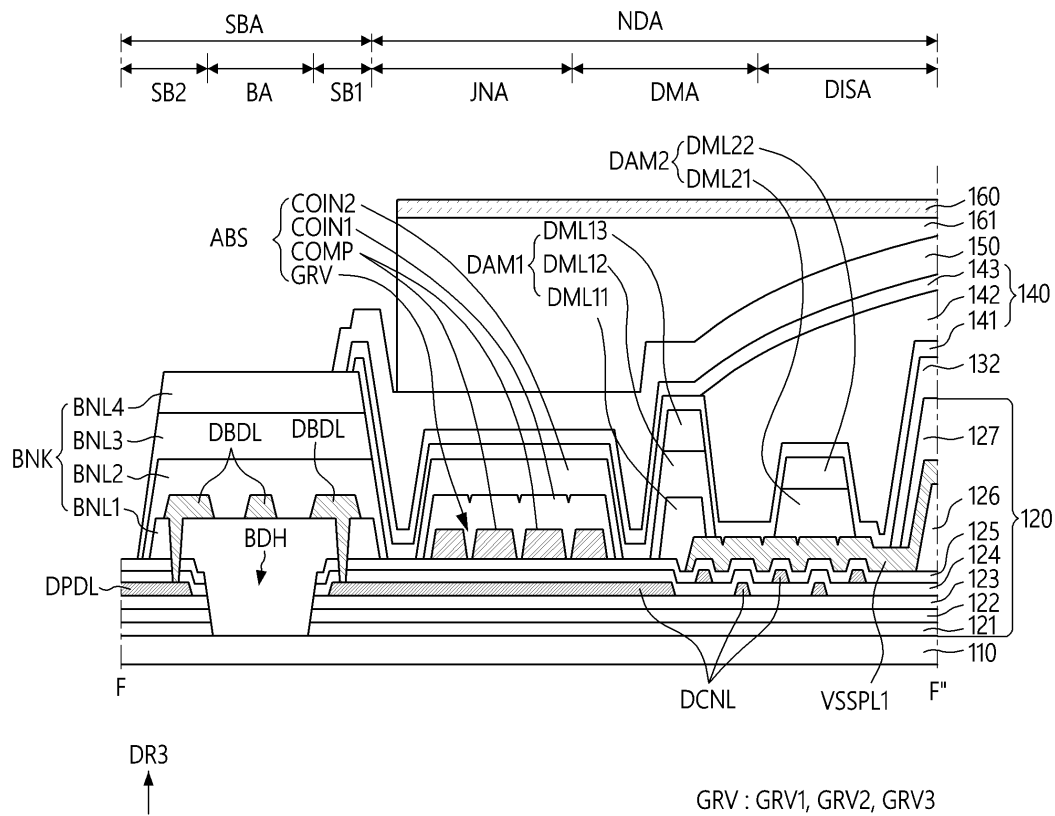 SBA NDA
SB2 BA SB1 JNA DMA DISA
DAM2 DML22
DML21
ABS COIN2
COIN1
COMP
GRV
DAM1 DML13
DML12
DML11
160
161
150
143
142
141
140
132
127
126
125
124
123
122
121
120
110
BNK BNL4
BNL3
BNL2
BNL1
DBDL DBDL
BDH
DPDL
F DCNL VSSPL1 F"
DR3
GRV : GRV1, GRV2, GRV3